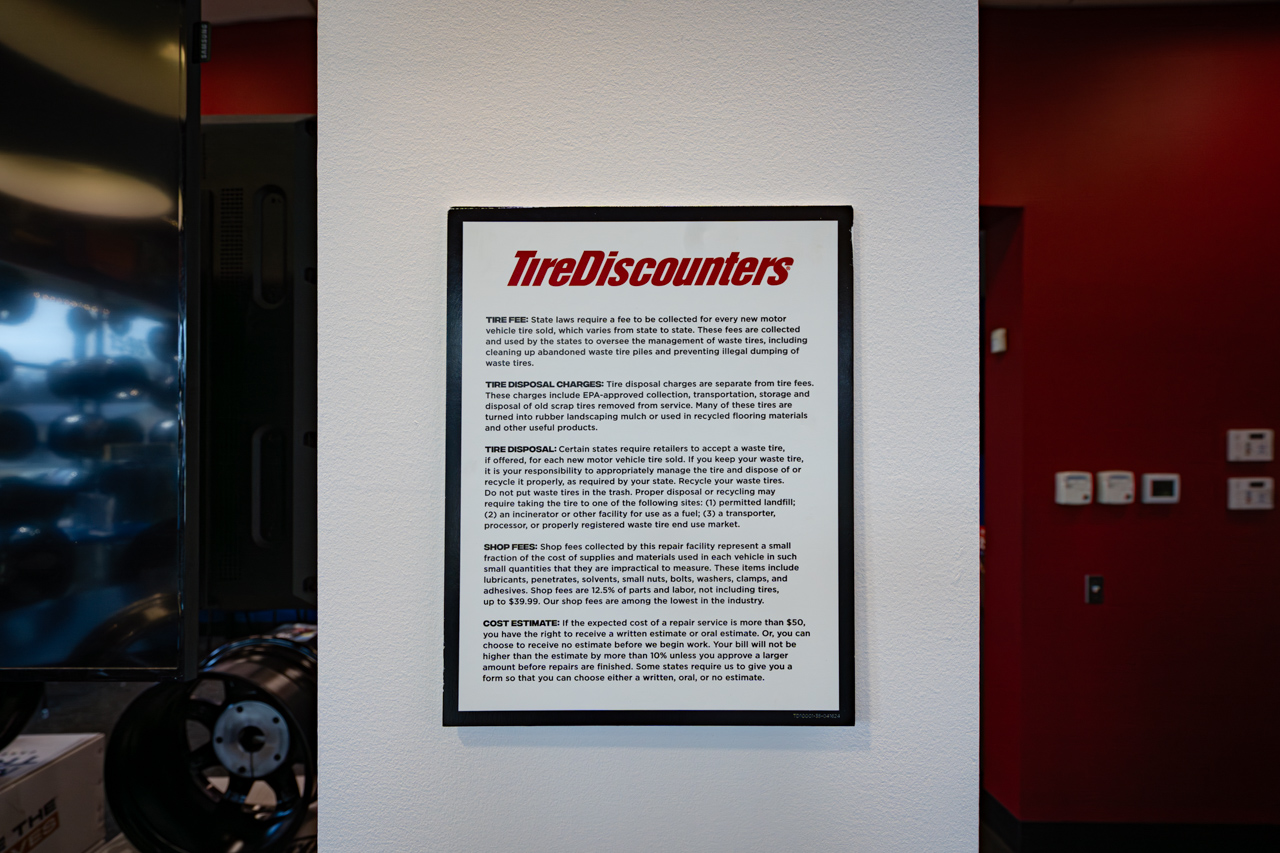 TireDiscounters
TIRE FEE: State laws require a fee to be collected for every new motor
vehicle tire sold, which varies from state to state. These fees are collected
and used by the states to oversee the management of waste tires, including
cleaning up abandoned waste tire piles and preventing illegal dumping of
waste tires.
TIRE DISPOSAL CHARGES: Tire disposal charges are separate from tire fees.
These charges include EPA-approved collection, transportation, storage and
disposal of old scrap tires removed from service. Many of these tires are
turned into rubber landscaping mulch or used in recycled flooring materials
and other useful products.
TIRE DISPOSAL: Certain states require retailers to accept a waste tire,
if offered, for each new motor vehicle tire sold. If you keep your waste tire,
it is your responsibility to appropriately manage the tire and dispose of or
recycle it properly, as required by your state. Recycle your waste tires.
Do not put waste tires in the trash. Proper disposal or recycling may
require taking the tire to one of the following sites: (1) permitted landfill;
(2) an incinerator or other facility for use as a fuel; (3) a transporter,
processor, or properly registered waste tire end use market.
SHOP FEES: Shop fees collected by this repair facility represent a small
fraction of the cost of supplies and materials used in each vehicle in such
small quantities that they are impractical to measure. These items include
lubricants, penetrates, solvents, small nuts, bolts, washers, clamps, and
adhesives. Shop fees are 12.5% of parts and labor, not including tires,
up to $39.99. Our shop fees are among the lowest in the industry.
COST ESTIMATE: If the expected cost of a repair service is more than $50,
you have the right to receive a written estimate or oral estimate. Or, you can
choose to receive no estimate before we begin work. Your bill will not be
higher than the estimate by more than 10% unless you approve a larger
amount before repairs are finished. Some states require us to give you a
form so that you can choose either a written, oral, or no estimate.
THE